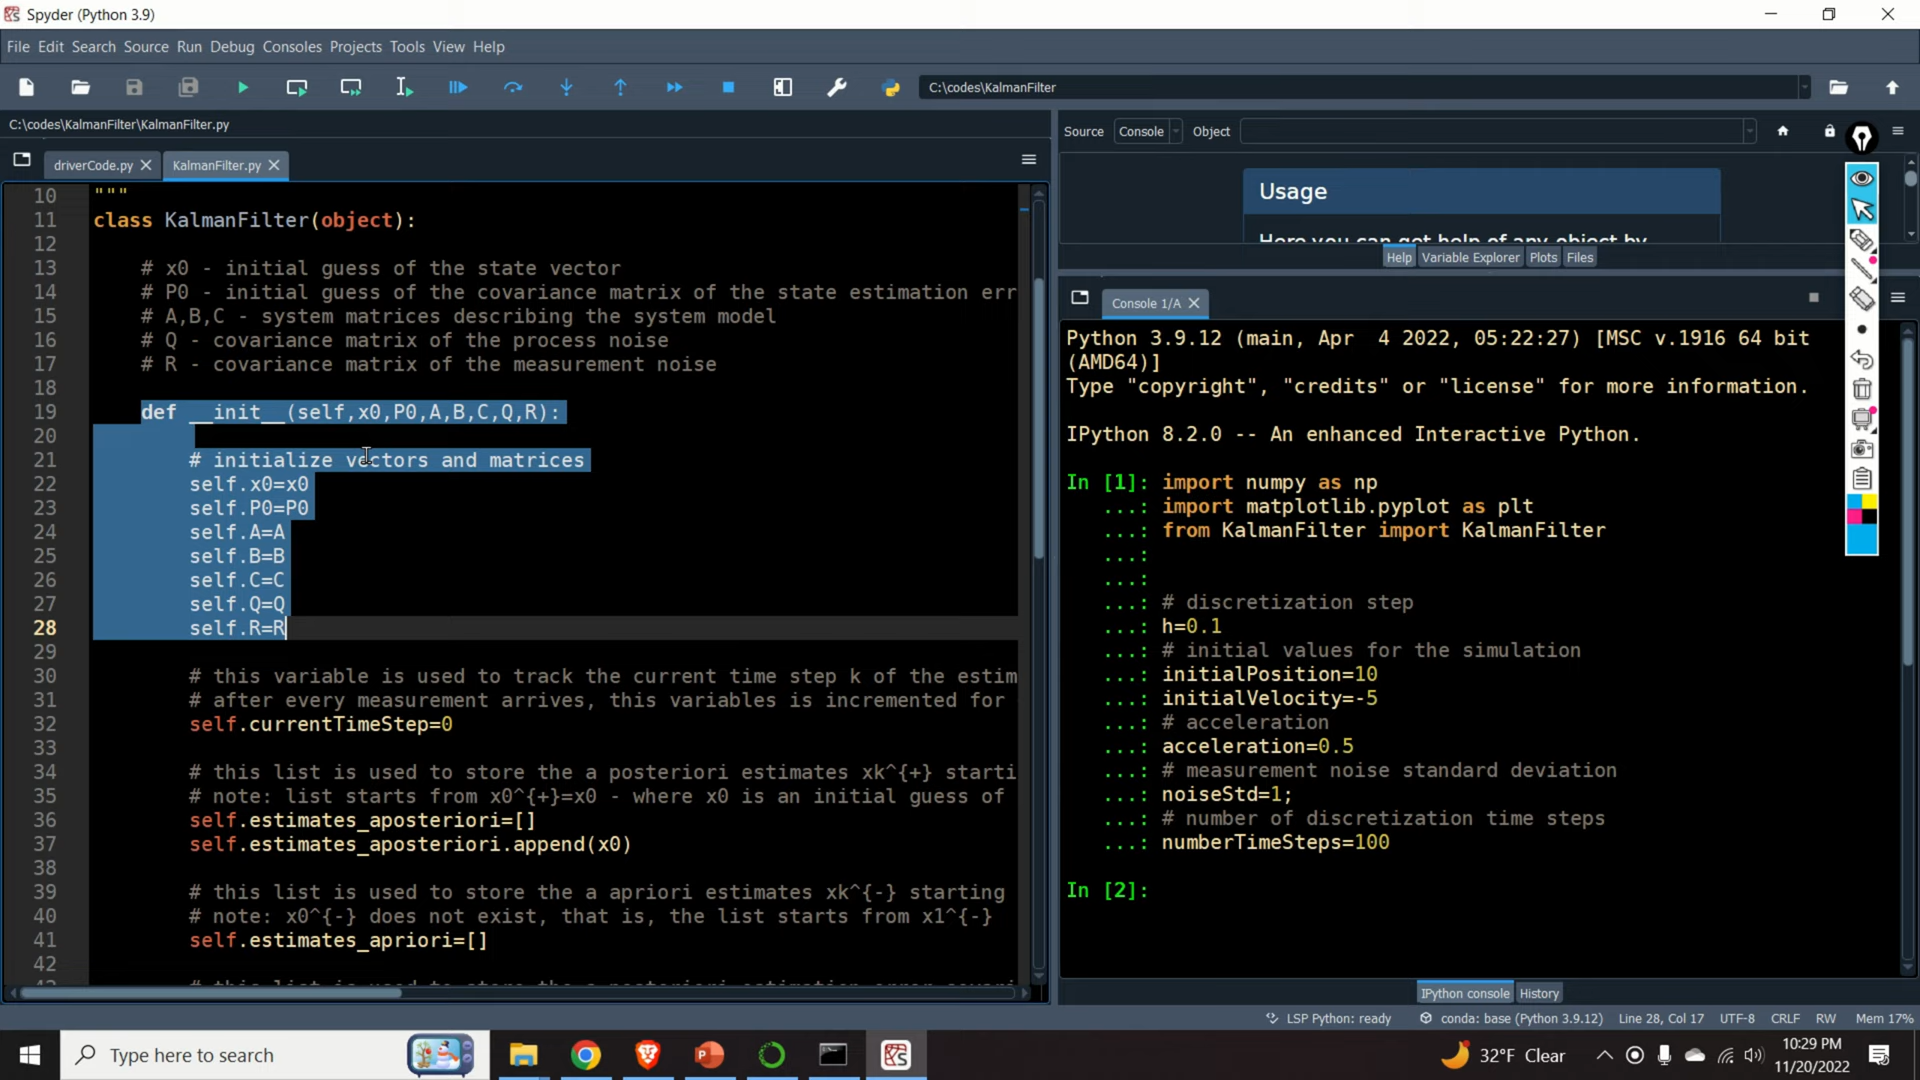 Spyder (Python 3.9)
File Edit Search Source Run Debug Consoles Projects Tools View Help
C:\codes\KalmanFilter
C:\codes\KalmanFilter\KalmanFilter.py
driverCode.py
KalmanFilter.py
10 """
11 class KalmanFilter(object):
12
13 # x0 - initial guess of the state vector
14 # P0 - initial guess of the covariance matrix of the state estimation err
15 # A,B,C - system matrices describing the system model
16 # Q - covariance matrix of the process noise
17 # R - covariance matrix of the measurement noise
18
19 def __init__(self,x0,P0,A,B,C,Q,R):
20
21 # initialize vectors and matrices
22 self.x0=x0
23 self.P0=P0
24 self.A=A
25 self.B=B
26 self.C=C
27 self.Q=Q
28 self.R=R
29
30 # this variable is used to track the current time step k of the estim
31 # after every measurement arrives, this variables is incremented for
32 self.currentTimeStep=0
33
34 # this list is used to store the a posteriori estimates xk^{+} starti
35 # note: list starts from x0^{+}=x0 - where x0 is an initial guess of
36 self.estimates_aposteriori=[]
37 self.estimates_aposteriori.append(x0)
38
39 # this list is used to store the a apriori estimates xk^{-} starting
40 # note: x0^{-} does not exist, that is, the list starts from x1^{-}
41 self.estimates_apriori=[]
42
Source Console Object
Usage
Here you can get help of any object by
Help Variable Explorer Plots Files
Console 1/A
Python 3.9.12 (main, Apr  4 2022, 05:22:27) [MSC v.1916 64 bit
(AMD64)]
Type "copyright", "credits" or "license" for more information.
IPython 8.2.0 -- An enhanced Interactive Python.
In [1]: import numpy as np
...: import matplotlib.pyplot as plt
...: from KalmanFilter import KalmanFilter
...:
...:
...: # discretization step
...: h=0.1
...: # initial values for the simulation
...: initialPosition=10
...: initialVelocity=-5
...: # acceleration
...: acceleration=0.5
...: # measurement noise standard deviation
...: noiseStd=1;
...: # number of discretization time steps
...: numberTimeSteps=100
In [2]:
IPython console History
LSP Python: ready conda: base (Python 3.9.12) Line 28, Col 17 UTF-8 CRLF RW Mem 17%
Type here to search
32°F Clear
10:29 PM
11/20/2022